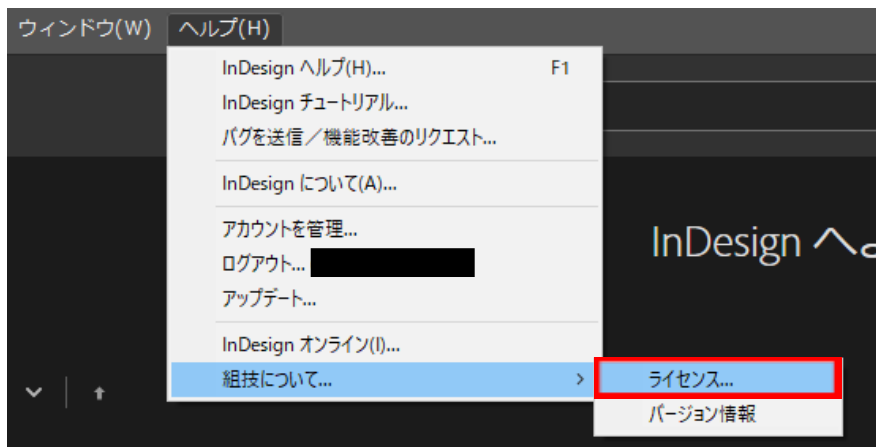 ウィンドウ(W) ヘルプ(H)
InDesign ヘルプ(H)... F1
InDesign チュートリアル...
バグを送信／機能改善のリクエスト...
InDesign について(A)...
アカウントを管理...
ログアウト...
アップデート...
InDesign オンライン(I)...
組技について... >
ライセンス...
バージョン情報
InDesign へ